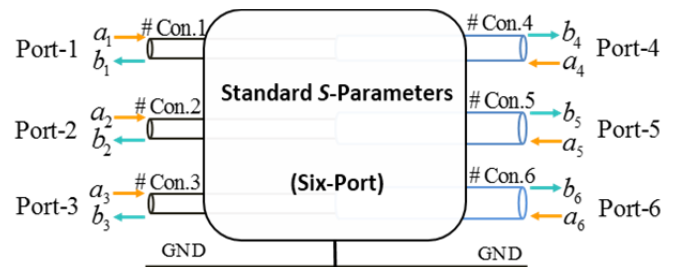 a1 # Con.1 # Con.4 b4
Port-1 b1 a4 Port-4
Standard S-Parameters
a2 # Con.2 # Con.5 b5
Port-2 b2 a5 Port-5
(Six-Port)
a3 # Con.3 # Con.6 b6
Port-3 b3 a6 Port-6
GND GND